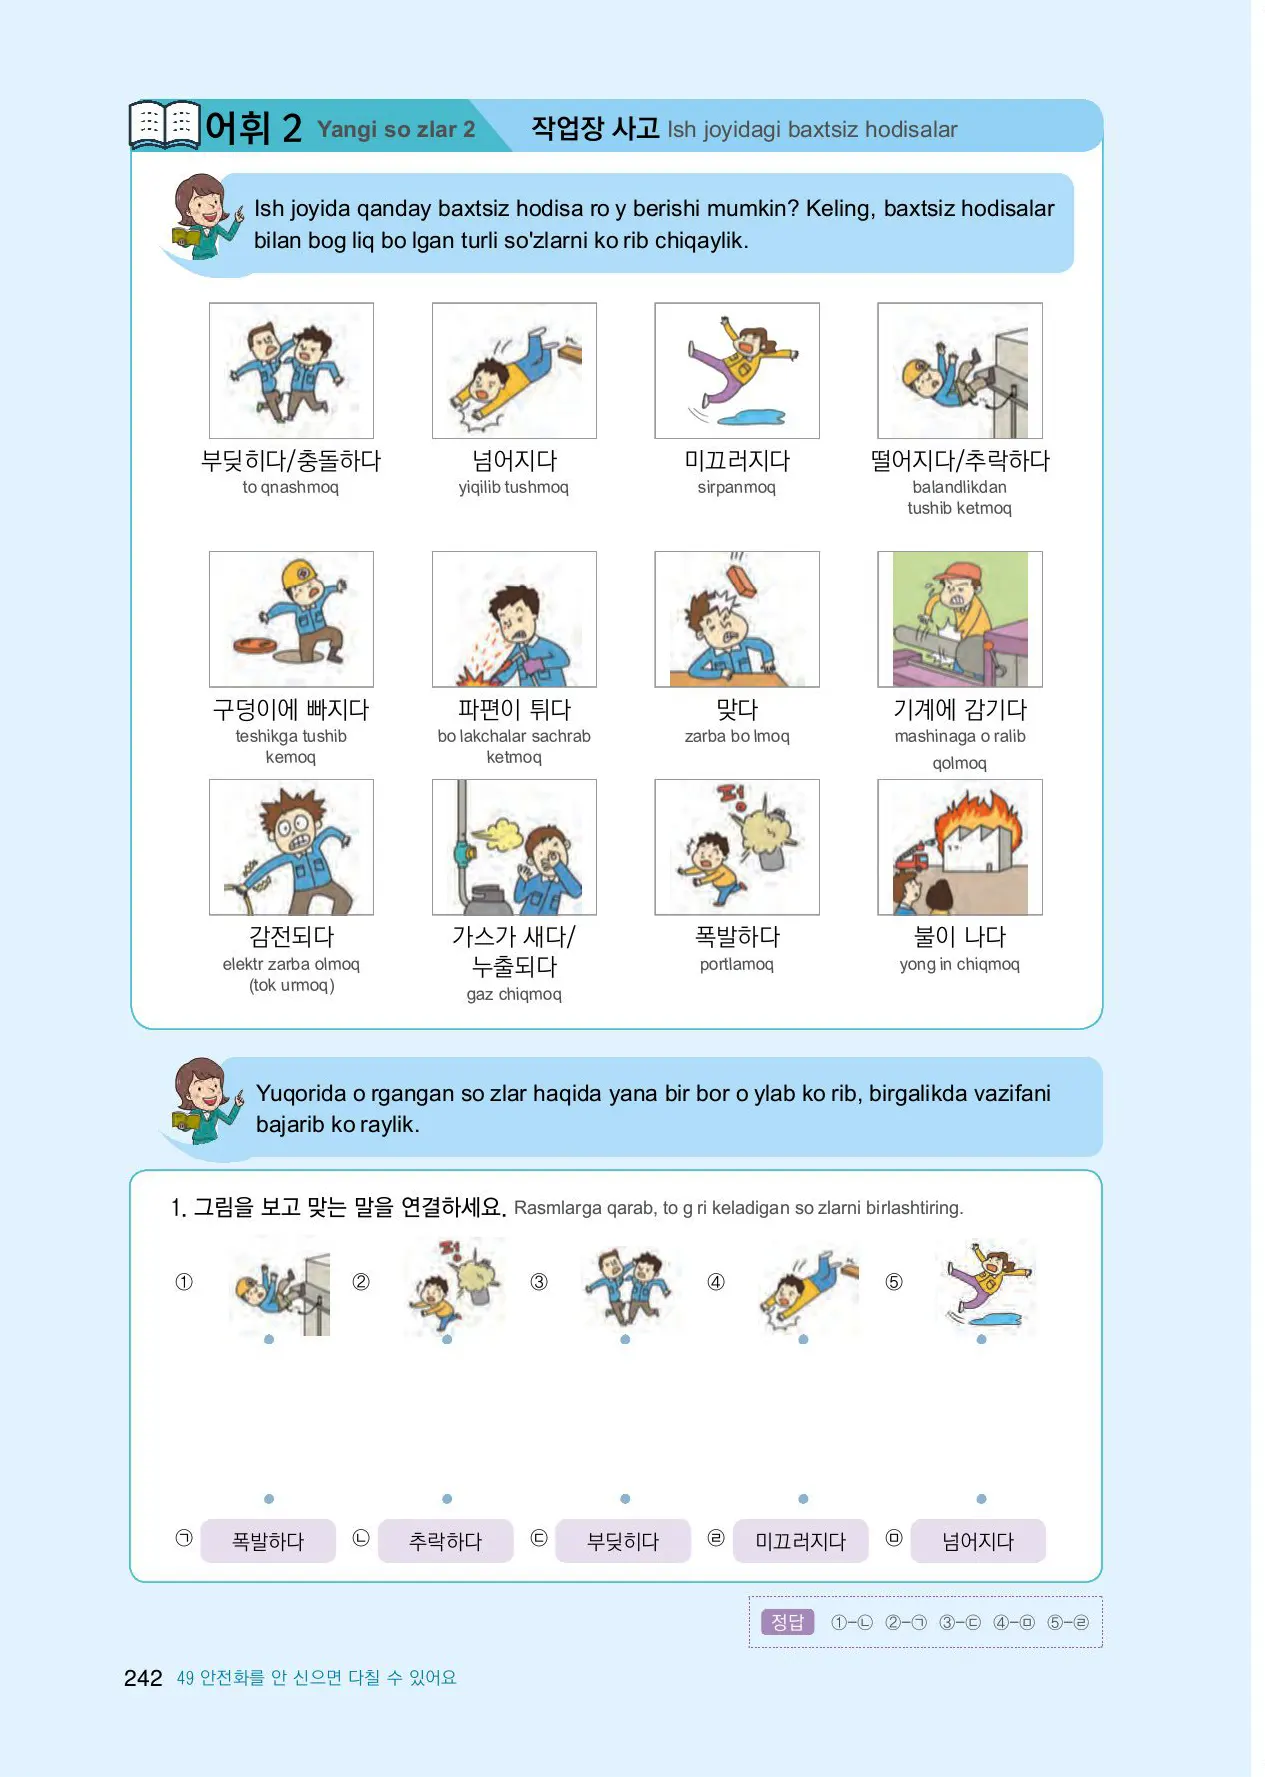 어휘 2 Yangi so zlar 2 작업장 사고 Ish joyidagi baxtsiz hodisalar
Ish joyida qanday baxtsiz hodisa ro y berishi mumkin? Keling, baxtsiz hodisalar
bilan bog liq bo lgan turli so'zlarni ko rib chiqaylik.
부딪히다/충돌하다 넘어지다 미끄러지다 떨어지다/추락하다
to qnashmoq yiqilib tushmoq sirpanmoq balandlikdan
tushib ketmoq
구덩이에 빠지다 파편이 튀다 맞다 기계에 감기다
teshikga tushib bo lakchalar sachrab zarba bo lmoq mashinaga o ralib
kemoq ketmoq qolmoq
펑
감전되다 가스가 새다/ 폭발하다 불이 나다
elektr zarba olmoq 누출되다 portlamoq yong in chiqmoq
(tok urmoq) gaz chiqmoq
Yuqorida o rgangan so zlar haqida yana bir bor o ylab ko rib, birgalikda vazifani
bajarib ko raylik.
1. 그림을 보고 맞는 말을 연결하세요. Rasmlarga qarab, to g ri keladigan so zlarni birlashtiring.
펑
① ② ③ ④ ⑤
㉠ 폭발하다 ㉡ 추락하다 ㉢ 부딪히다 ㉣ 미끄러지다 ㉤ 넘어지다
정답 ①-㉡ ②-㉠ ③-㉢ ④-㉤ ⑤-㉣
242 49 안전화를 안 신으면 다칠 수 있어요